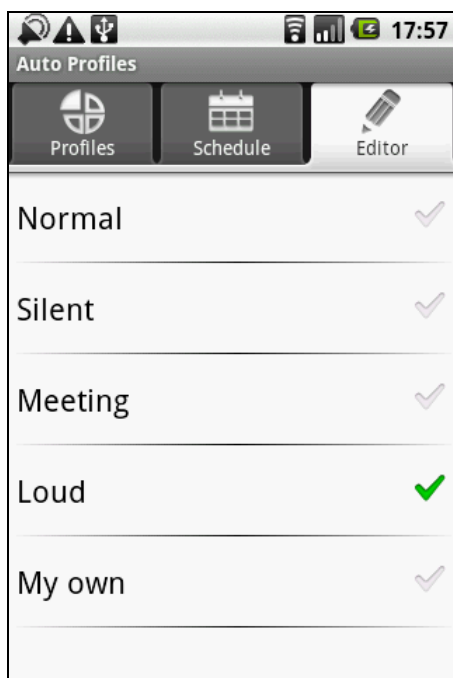 17:57
Auto Profiles
Profiles Schedule Editor
Normal
Silent
Meeting
Loud
My own